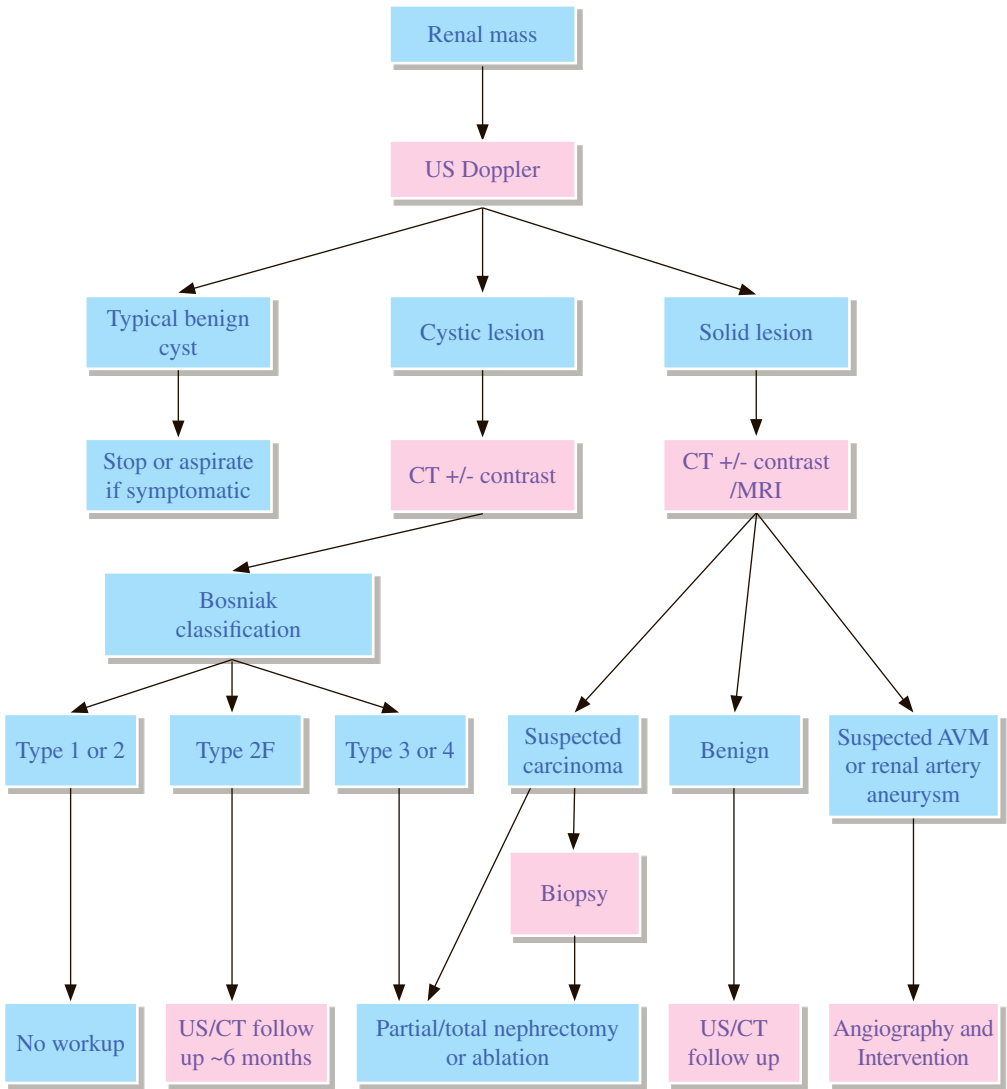 Renal mass
US Doppler
Typical benign
cyst
Cystic lesion
Solid lesion
Stop or aspirate
if symptomatic
CT +/- contrast
CT +/- contrast
/MRI
Bosniak
classification
Type 1 or 2
Type 2F
Type 3 or 4
Suspected
carcinoma
Benign
Suspected AVM
or renal artery
aneurysm
Biopsy
No workup
US/CT follow
up ~6 months
Partial/total nephrectomy
or ablation
US/CT
follow up
Angiography and
Intervention